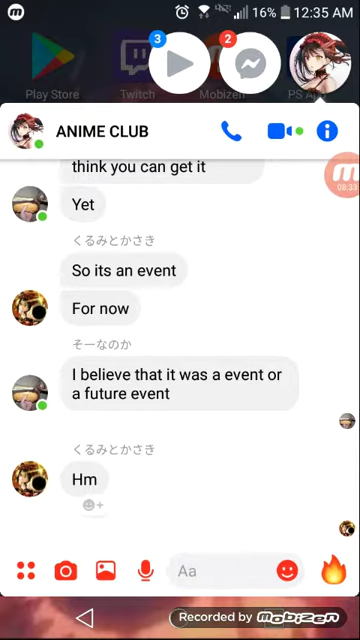 16% 12:35 AM
3
2
Play Store
Twitch
Mobizen
PS A
ANIME CLUB
think you can get it
08:33
Yet
くるみとかさき
So its an event
For now
そーなのか
I believe that it was a event or
a future event
くるみとかさき
Hm
Aa
Recorded by Mobizen